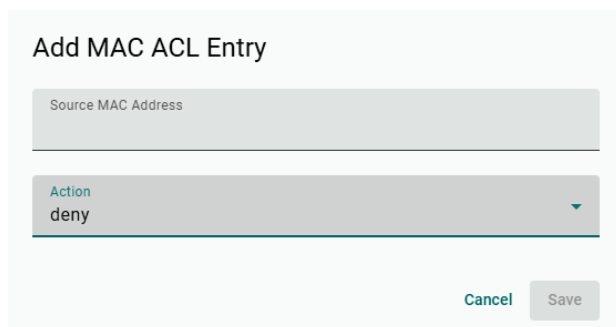 Add MAC ACL Entry
Source MAC Address
Action
deny
Cancel Save